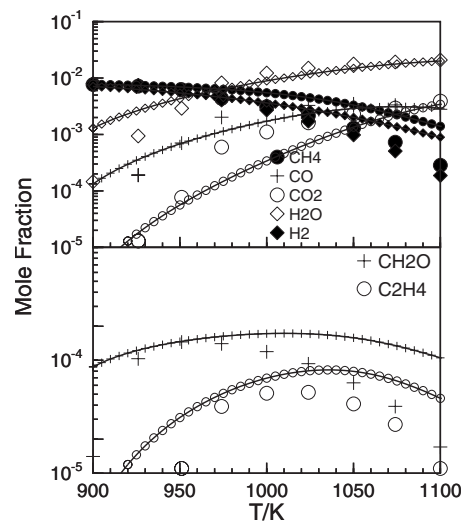 10^-1
10^-2
10^-3
10^-4
10^-5
CH4
CO
CO2
H2O
H2
Mole Fraction
CH2O
C2H4
10^-4
10^-5
900 950 1000 1050 1100
T/K